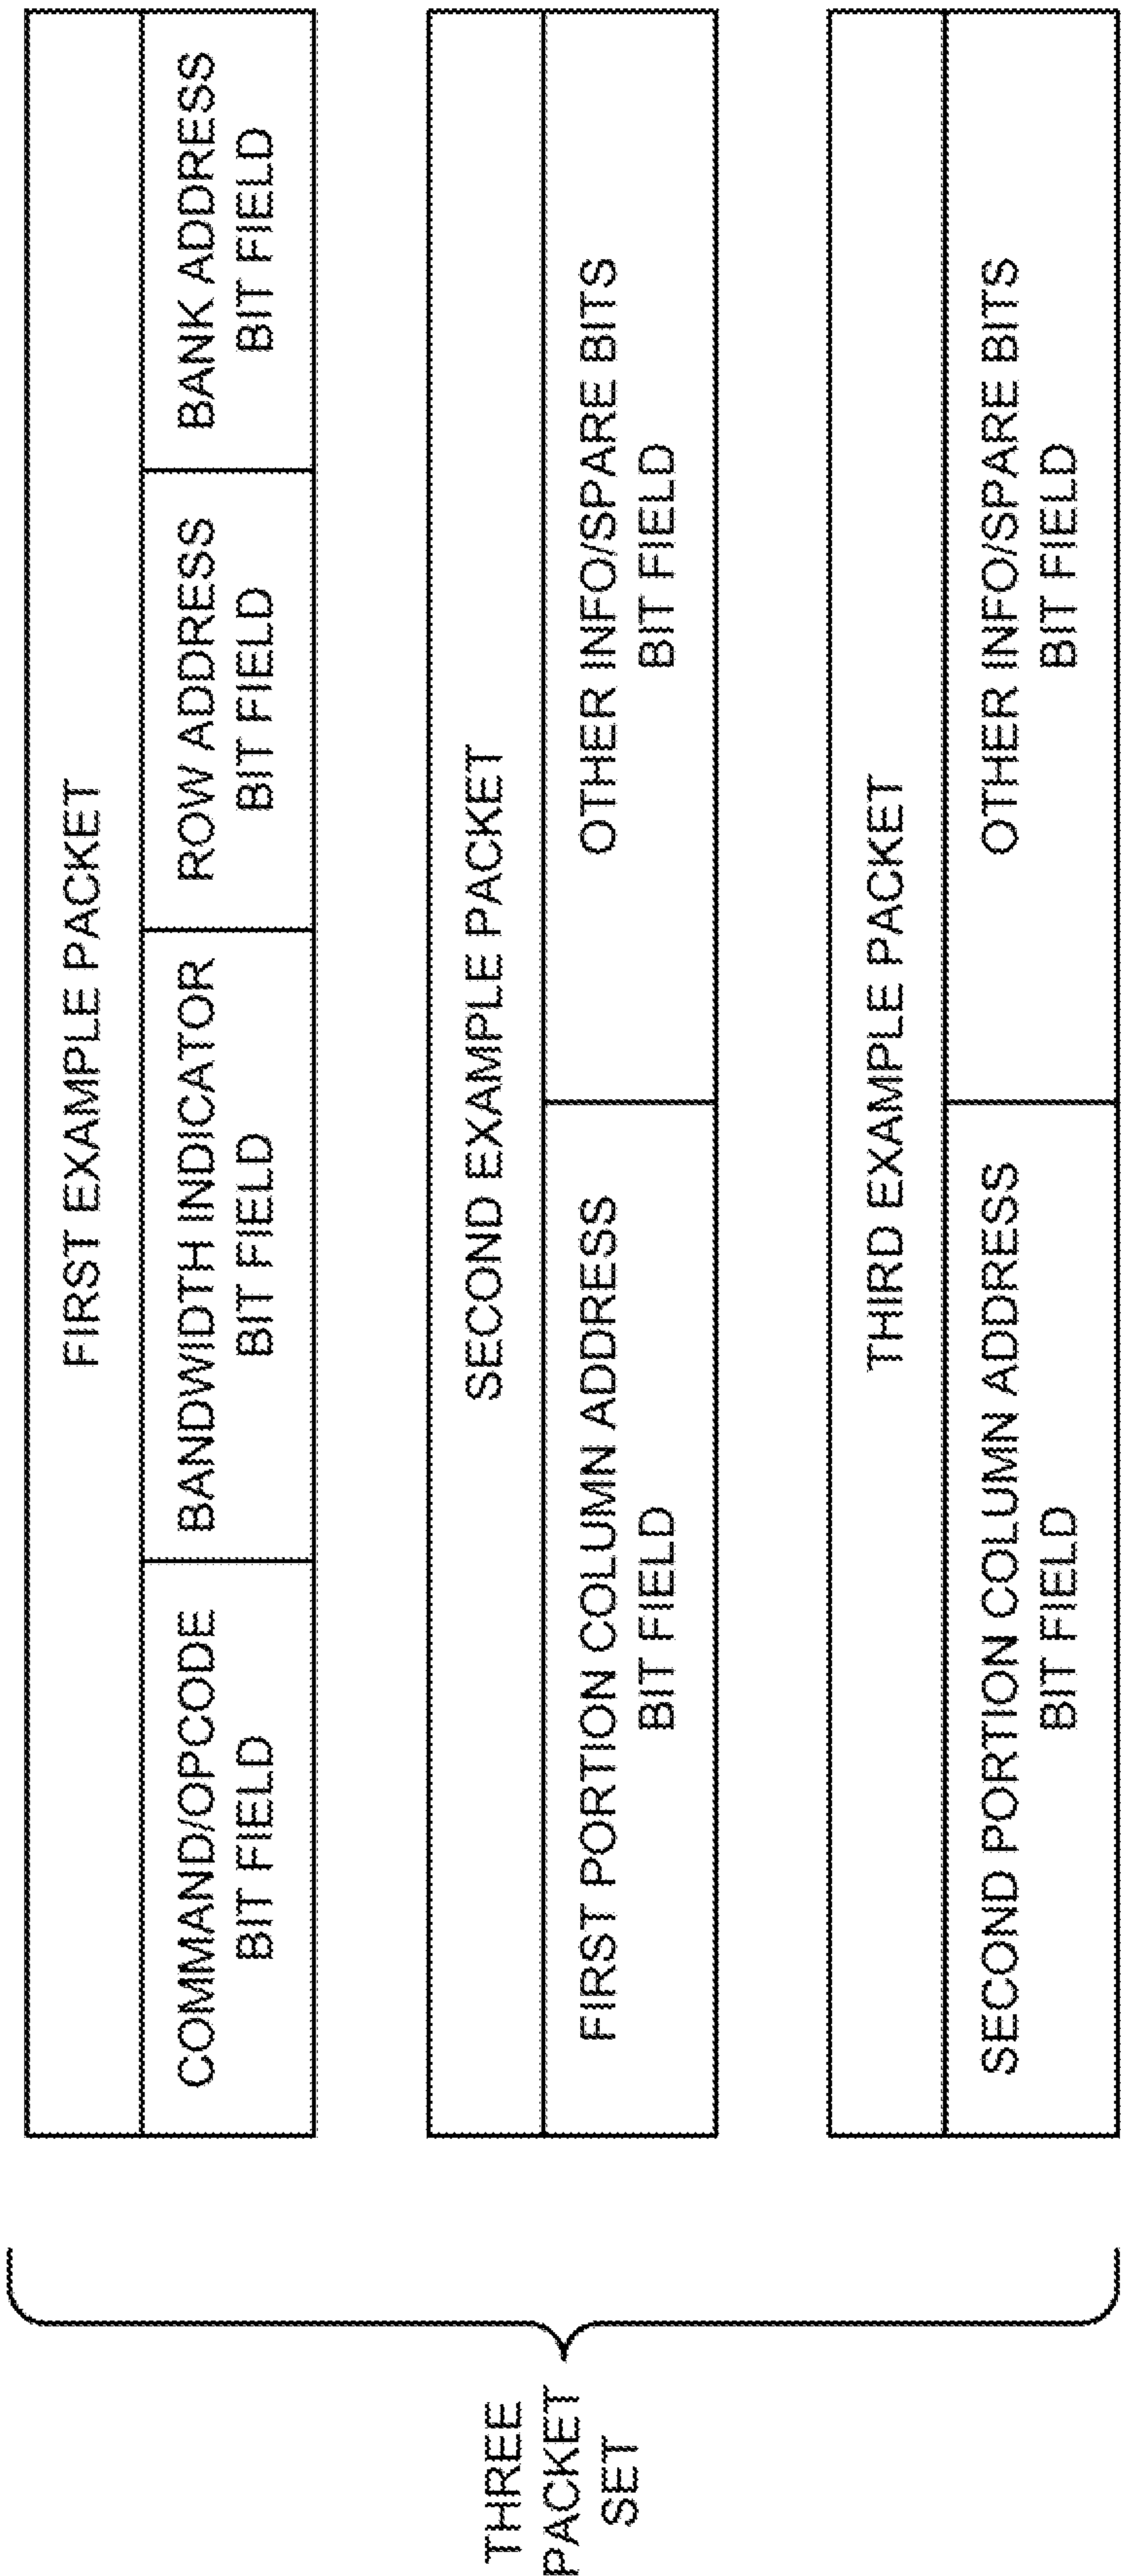 FIRST EXAMPLE PACKET
COMMAND/OPCODE
BIT FIELD
BANDWIDTH INDICATOR
BIT FIELD
ROW ADDRESS
BIT FIELD
BANK ADDRESS
BIT FIELD
THREE
PACKET
SET
SECOND EXAMPLE PACKET
FIRST PORTION COLUMN ADDRESS
BIT FIELD
OTHER INFO/SPARE BITS
BIT FIELD
THIRD EXAMPLE PACKET
SECOND PORTION COLUMN ADDRESS
BIT FIELD
OTHER INFO/SPARE BITS
BIT FIELD